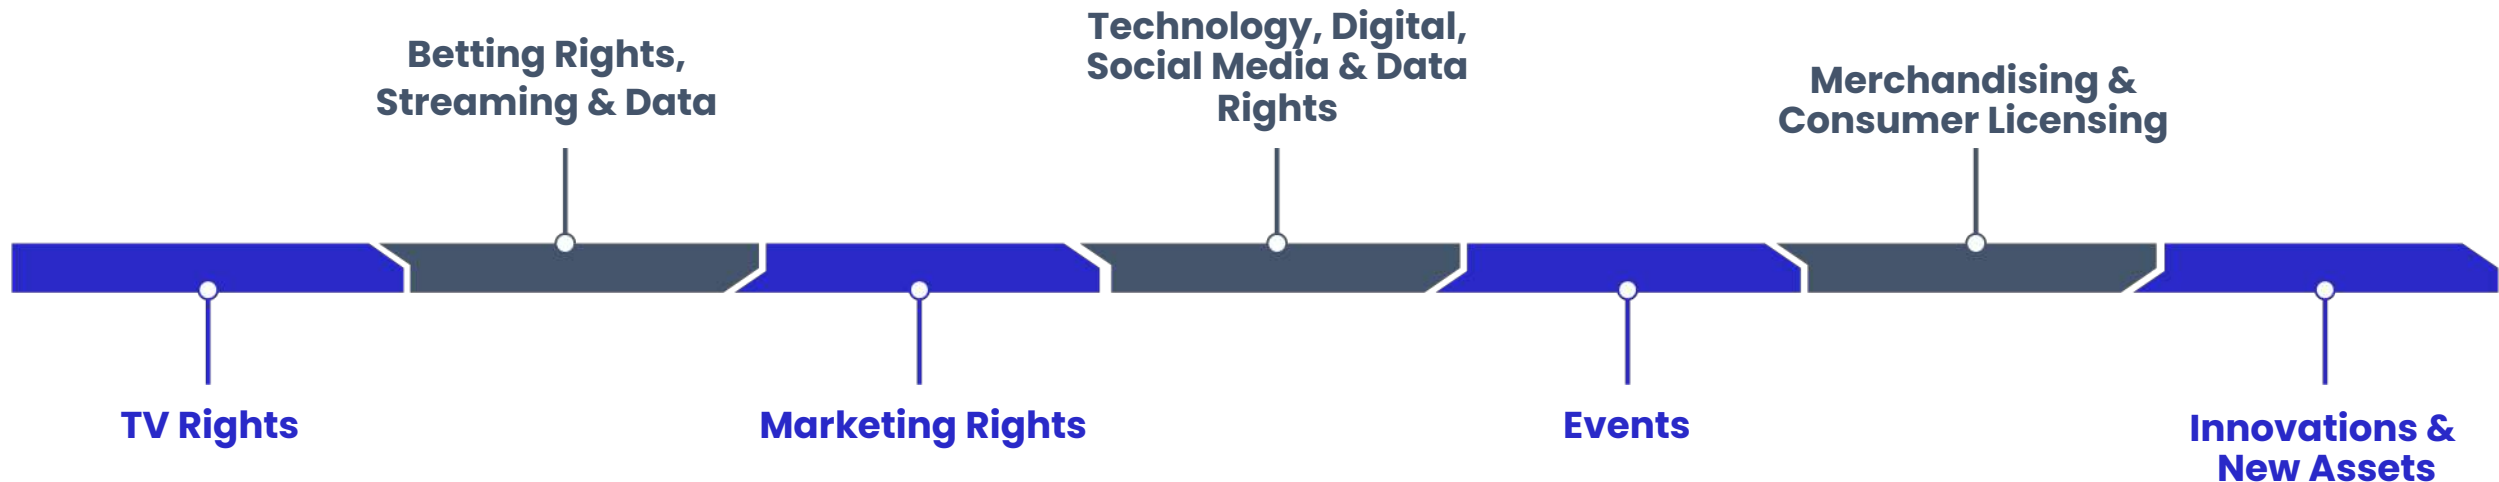 TV Rights
Betting Rights,
Streaming & Data
Marketing Rights
Technology, Digital,
Social Media & Data
Rights
Events
Merchandising &
Consumer Licensing
Innovations &
New Assets